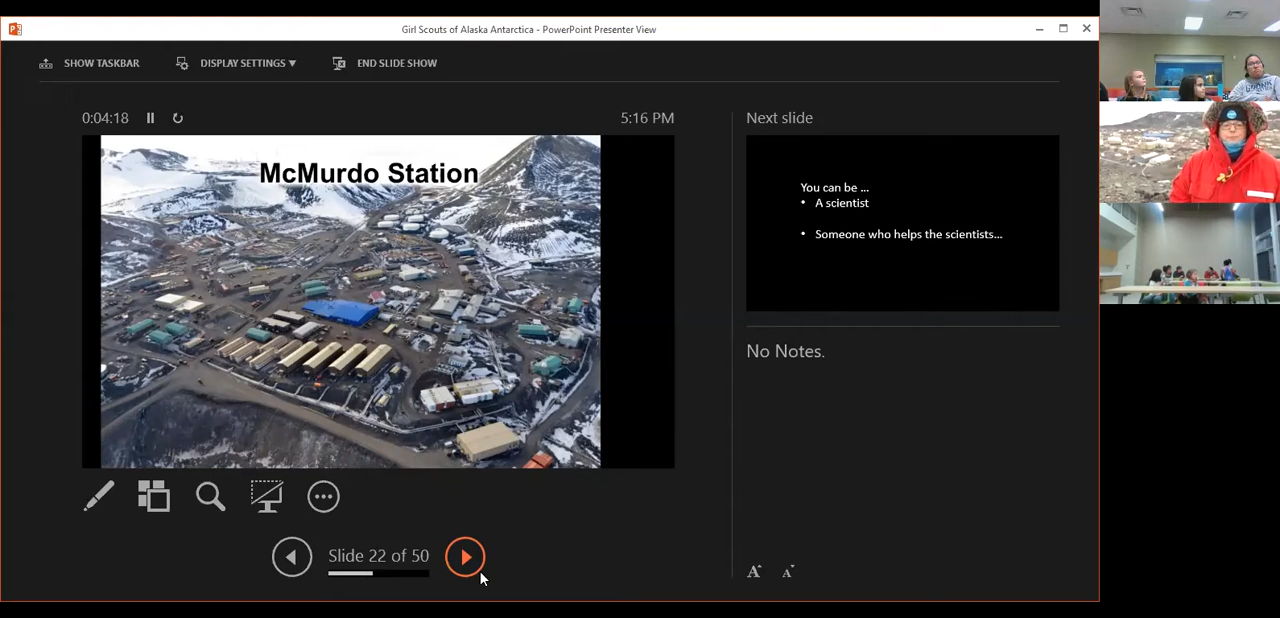 Girl Scouts of Alaska Antarctica - PowerPoint Presenter View
SHOW TASKBAR
DISPLAY SETTINGS ▾
END SLIDE SHOW
0:04:18
5:16 PM
McMurdo Station
Next slide
You can be ...
• A scientist
• Someone who helps the scientists...
No Notes.
Slide 22 of 50
A A